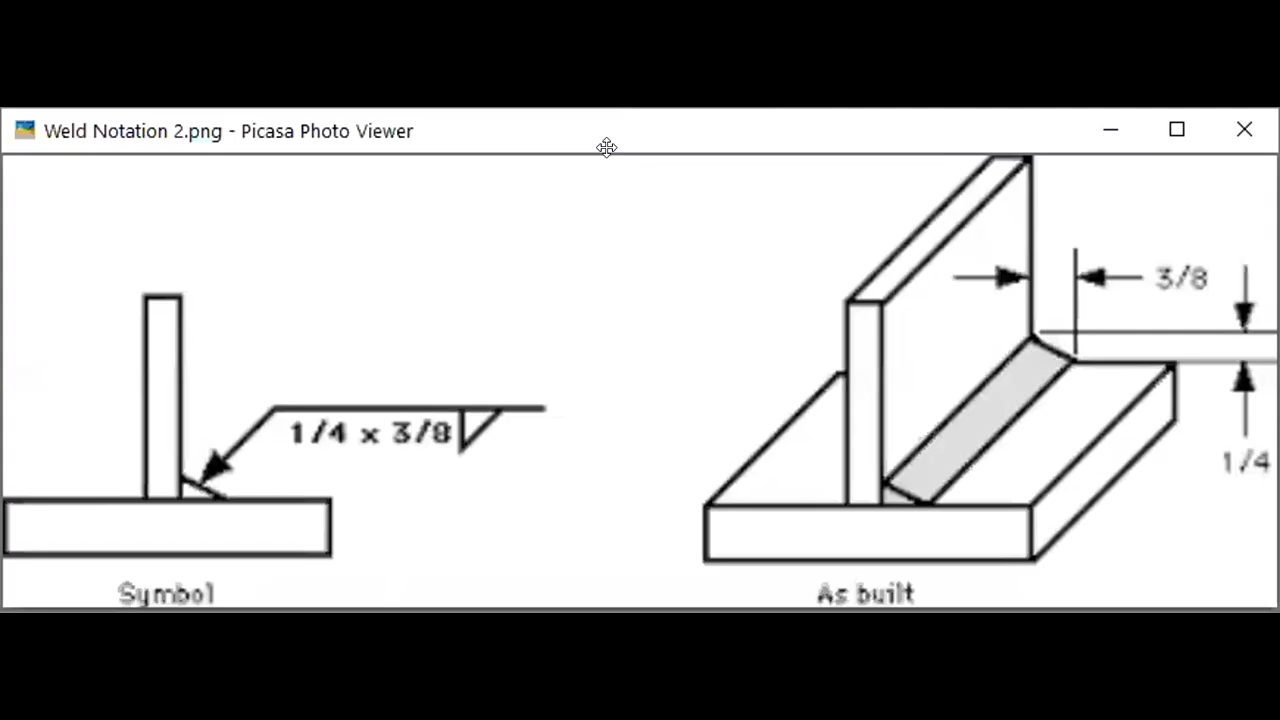 Weld Notation 2.png - Picasa Photo Viewer
3/8
1/4 x 3/8
1/4
Symbol
As built